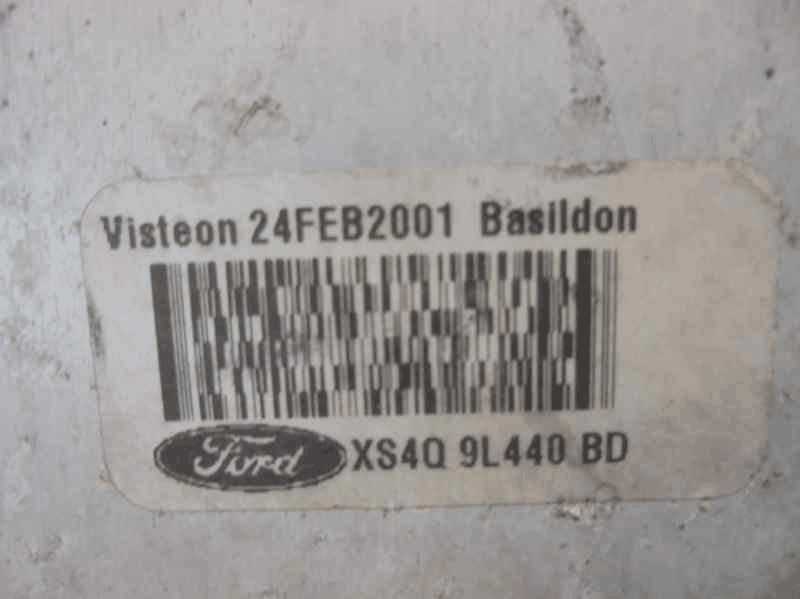 Visteon 24FEB2001 Basildon
Ford XS4Q 9L440 BD